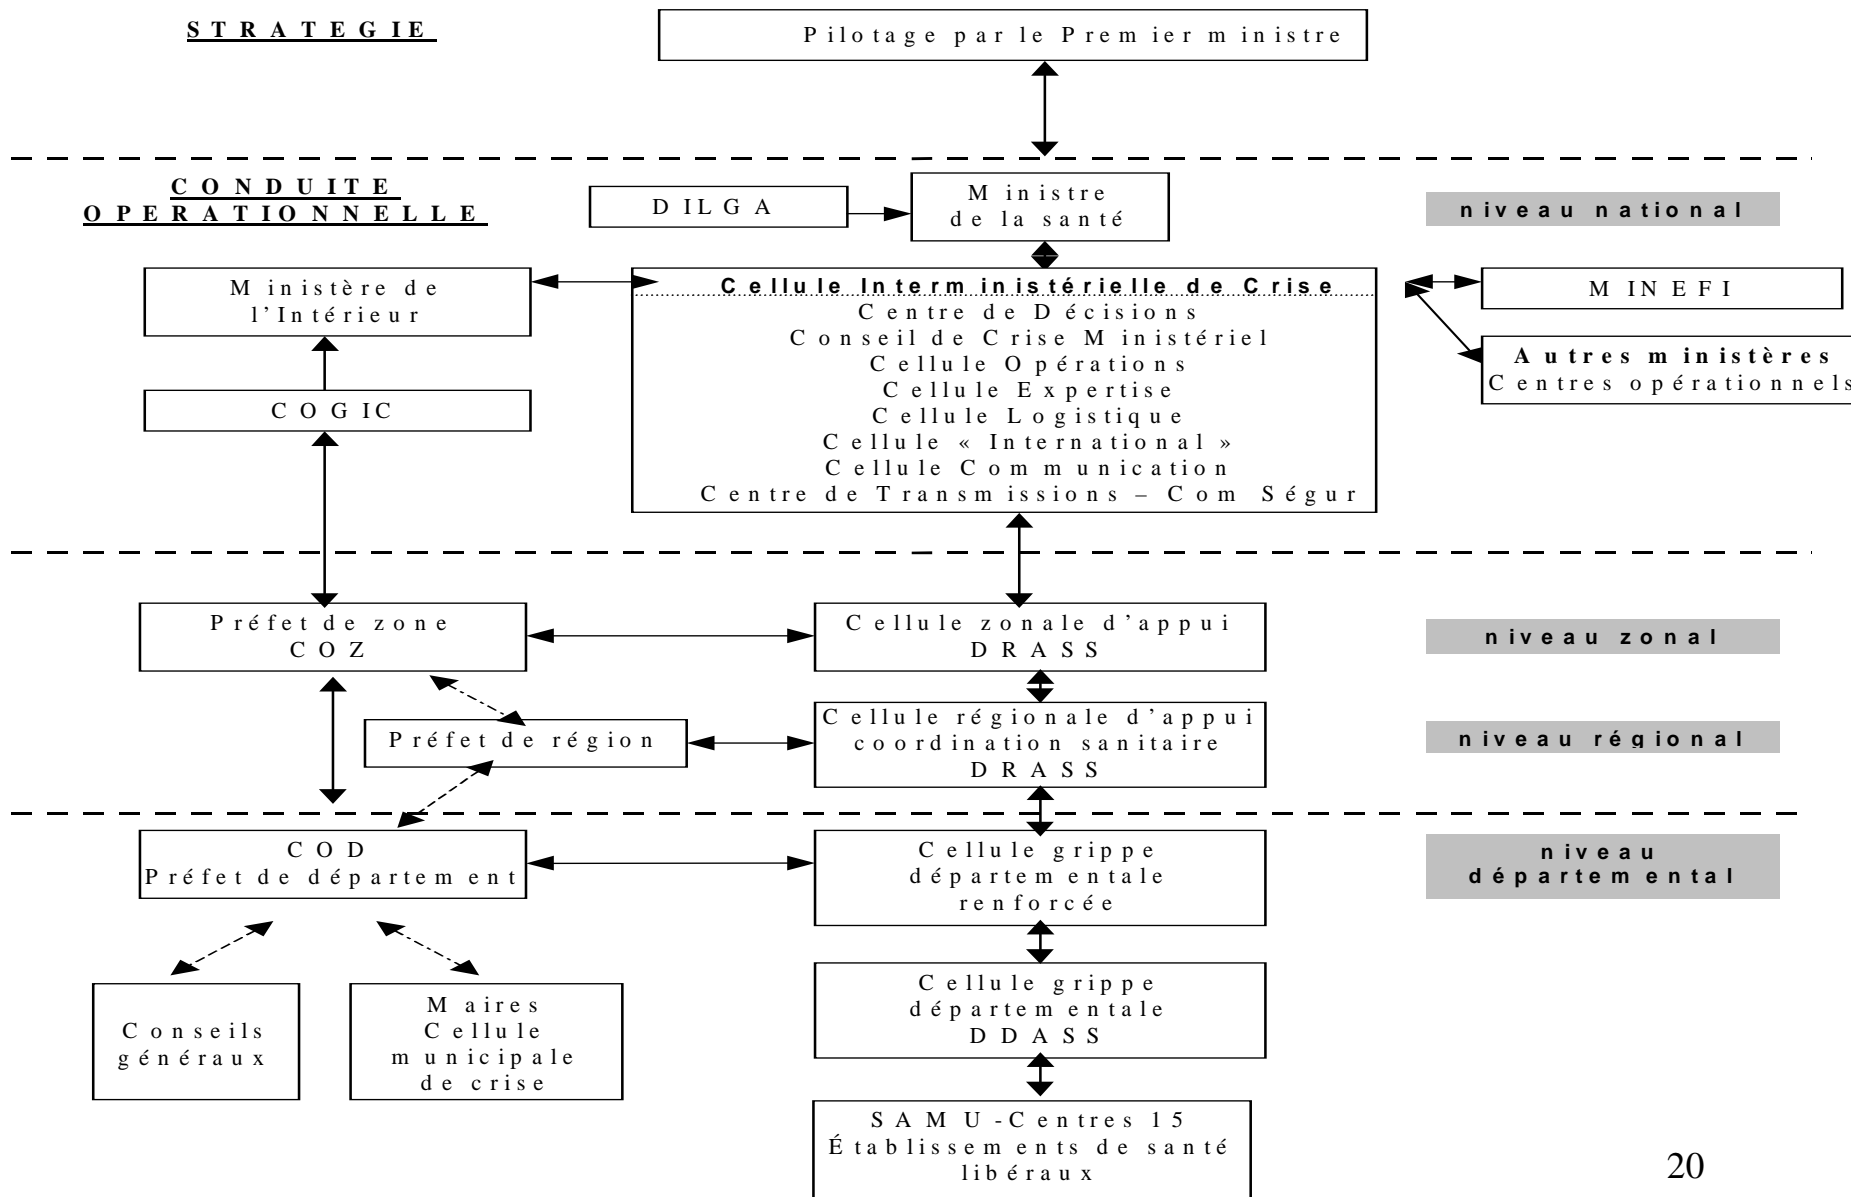 STRATEGIE
Pilotage par le Premier ministre
CONDUITE
OPERATIONNELLE
DILGA
Ministre
de la santé
niveau national
Ministère de
l’Intérieur
Cellule Interministérielle de Crise
Centre de Décisions
Conseil de Crise Ministériel
Cellule Opérations
Cellule Expertise
Cellule Logistique
Cellule « International »
Cellule Communication
Centre de Transmissions – Com Ségur
MINEFI
Autres ministères
Centres opérationnels
COGIC
Préfet de zone
COZ
Cellule zonale d’appui
DRASS
niveau zonal
Préfet de région
Cellule régionale d’appui
coordination sanitaire
DRASS
niveau régional
COD
Préfet de département
Cellule grippe
départementale
renforcée
niveau
départemental
Conseils
généraux
Maires
Cellule
municipale
de crise
Cellule grippe
départementale
DDASS
SAMU-Centres 15
Établissements de santé
libéraux
20